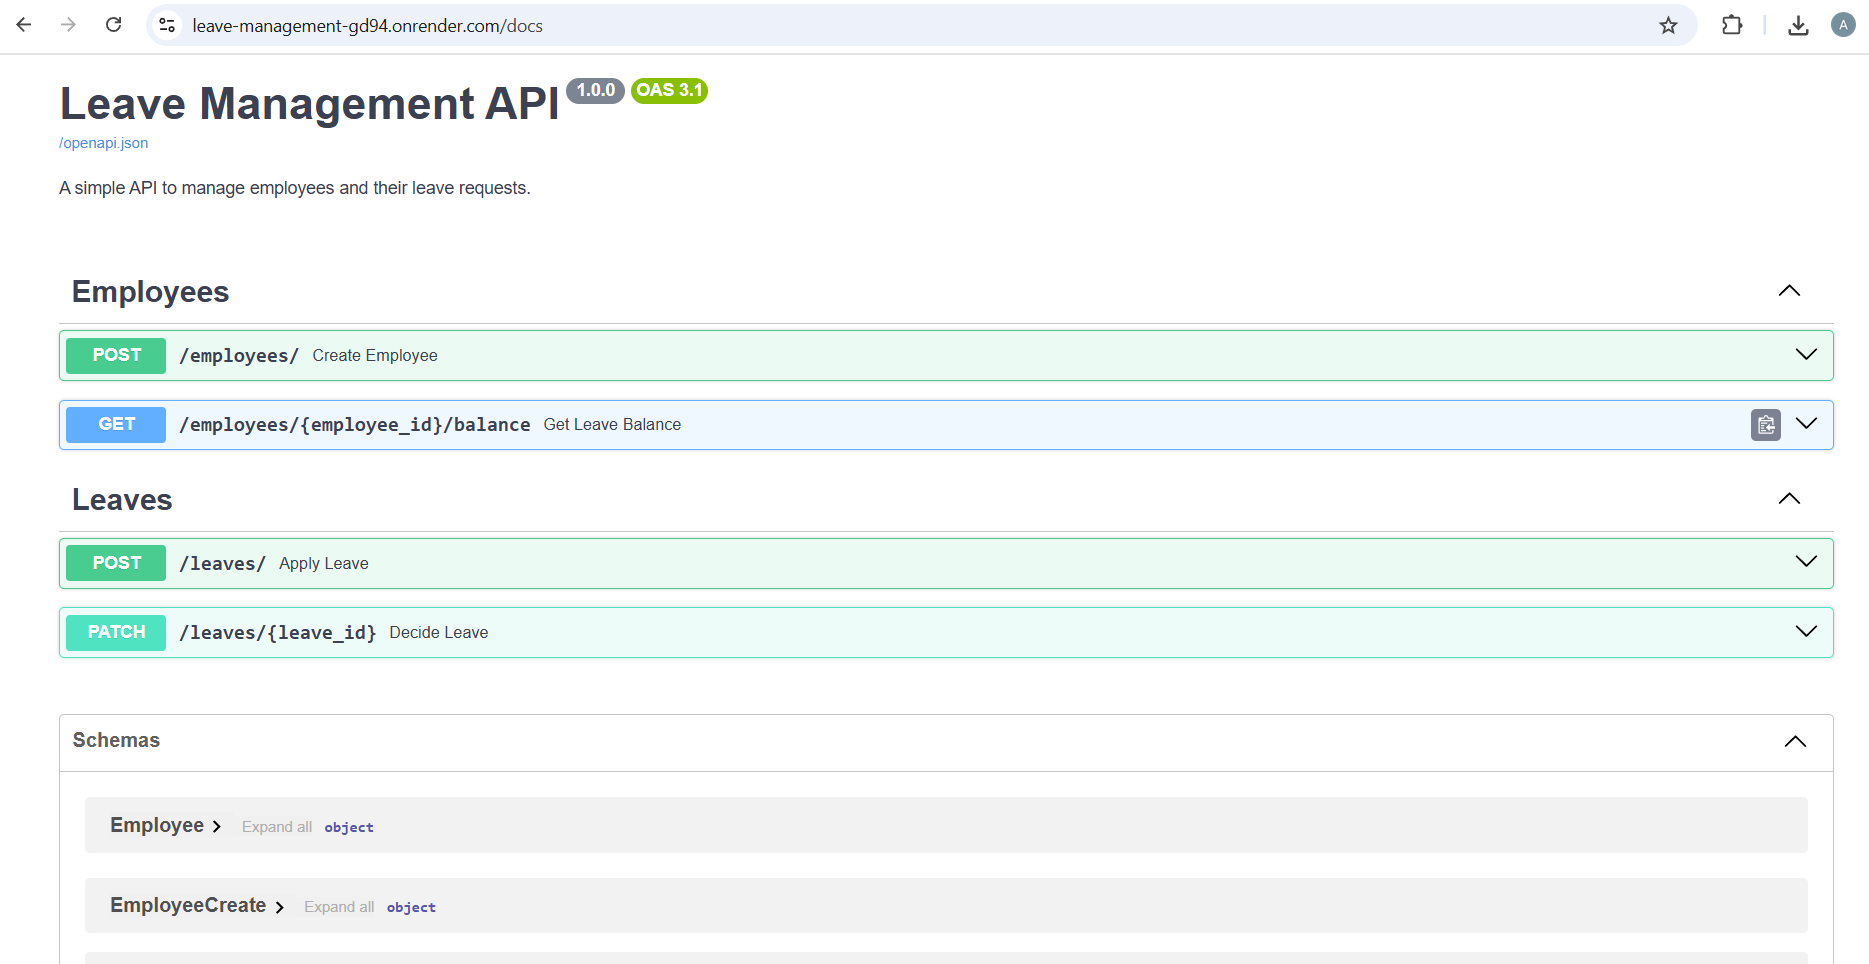 leave-management-gd94.onrender.com/docs
A
Leave Management API 1.0.0 OAS 3.1
/openapi.json
A simple API to manage employees and their leave requests.
Employees
POST /employees/ Create Employee
GET /employees/{employee_id}/balance Get Leave Balance
Leaves
POST /leaves/ Apply Leave
PATCH /leaves/{leave_id} Decide Leave
Schemas
Employee Expand all object
EmployeeCreate Expand all object